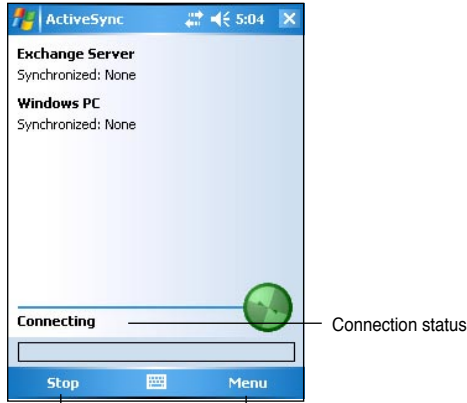 ActiveSync 5:04
Exchange Server
Synchronized: None
Windows PC
Synchronized: None
Connecting
Connection status
Stop Menu